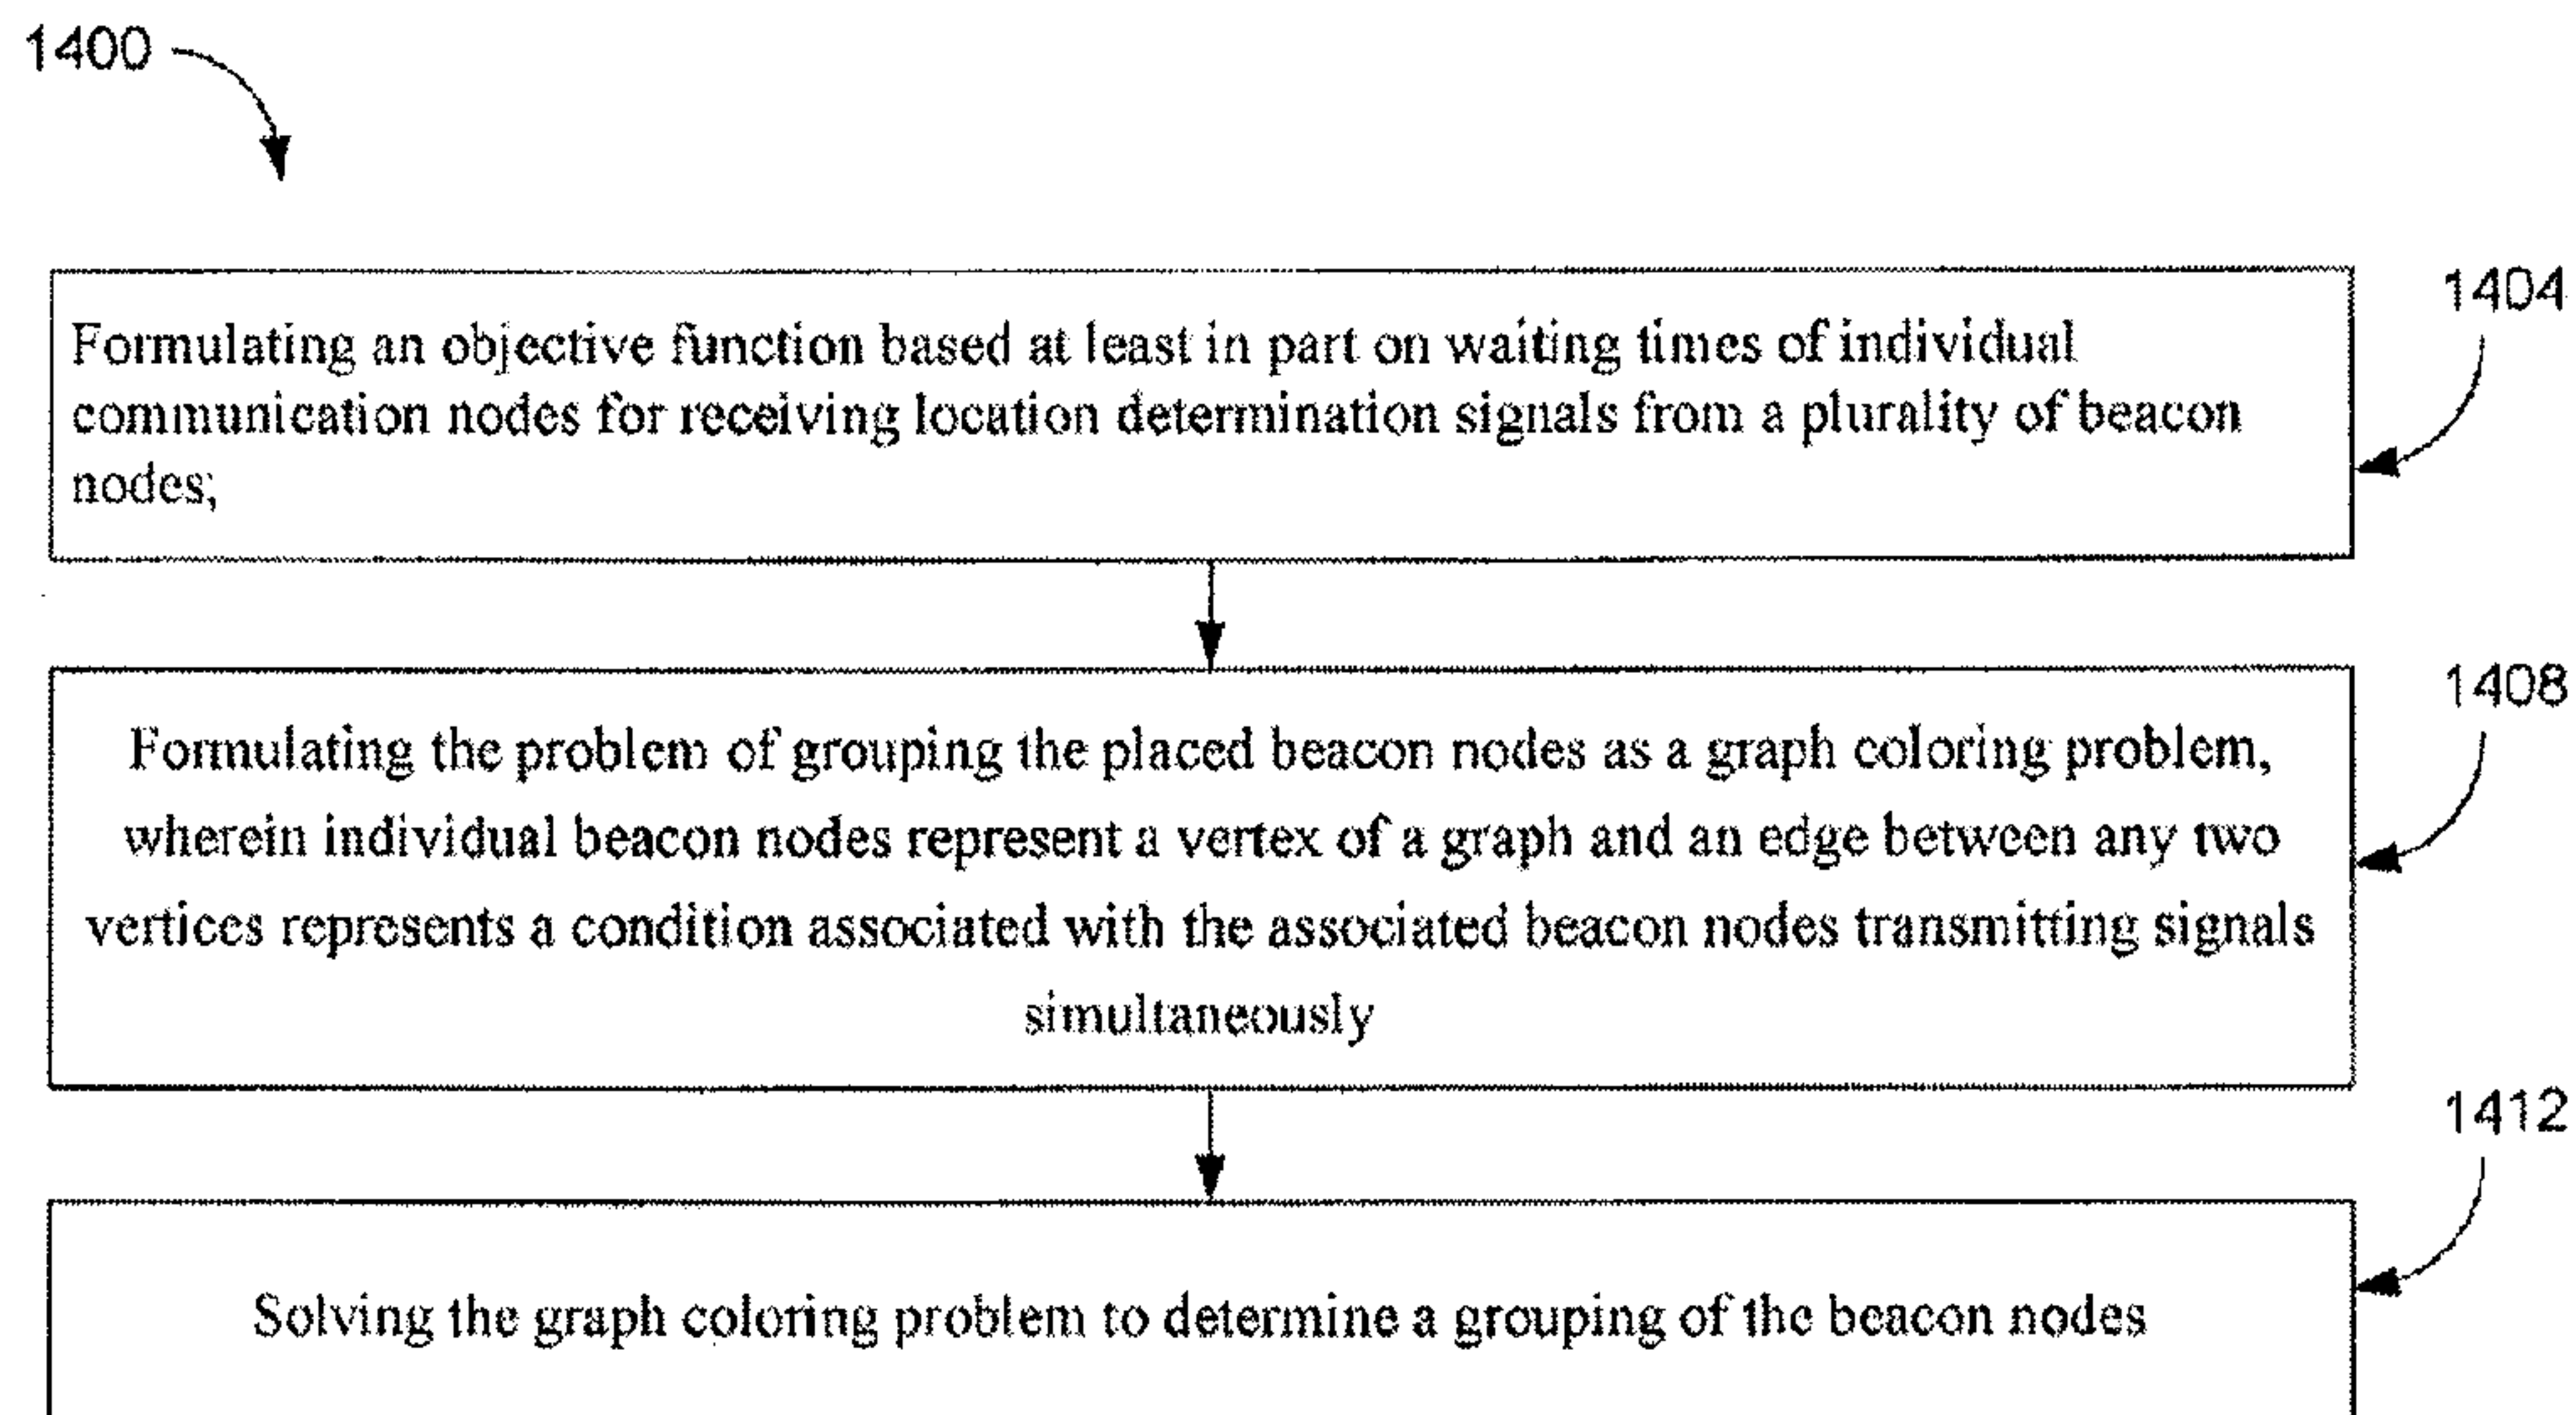 1400
1404
Formulating an objective function based at least in part on waiting times of individual
communication nodes for receiving location determination signals from a plurality of beacon
nodes;
1408
Formulating the problem of grouping the placed beacon nodes as a graph coloring problem,
wherein individual beacon nodes represent a vertex of a graph and an edge between any two
vertices represents a condition associated with the associated beacon nodes transmitting signals
simultaneously
1412
Solving the graph coloring problem to determine a grouping of the beacon nodes